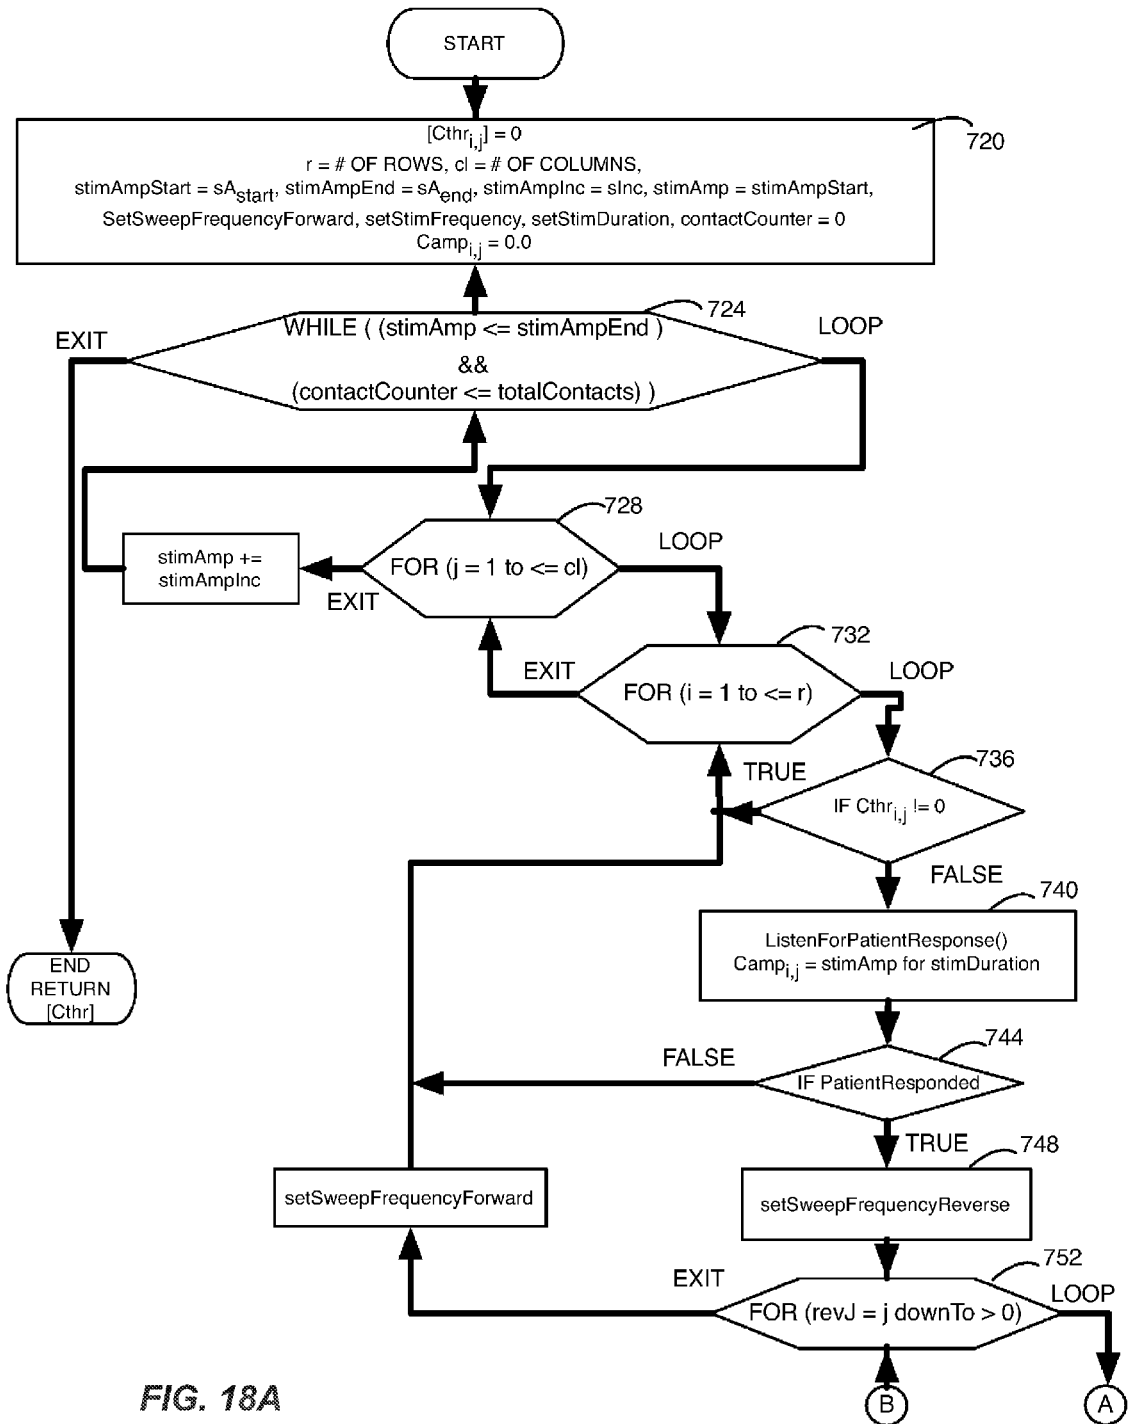 START
[Cthri,j] = 0
720
r = # OF ROWS, cl = # OF COLUMNS,
stimAmpStart = sAstart, stimAmpEnd = sAend, stimAmpInc = sInc, stimAmp = stimAmpStart,
SetSweepFrequencyForward, setStimFrequency, setStimDuration, contactCounter = 0
Campi,j = 0.0
724
EXIT
WHILE ( (stimAmp <= stimAmpEnd )
LOOP
&&
(contactCounter <= totalContacts) )
728
stimAmp +=
stimAmpInc
FOR (j = 1 to <= cl)
LOOP
EXIT
732
EXIT
FOR (i = 1 to <= r)
LOOP
736
TRUE
IF Cthri,j != 0
FALSE
740
ListenForPatientResponse()
Campi,j = stimAmp for stimDuration
END
RETURN
[Cthr]
744
FALSE
IF PatientResponded
TRUE
748
setSweepFrequencyForward
setSweepFrequencyReverse
752
EXIT
FOR (revJ = j downTo > 0)
LOOP
FIG. 18A
B
A